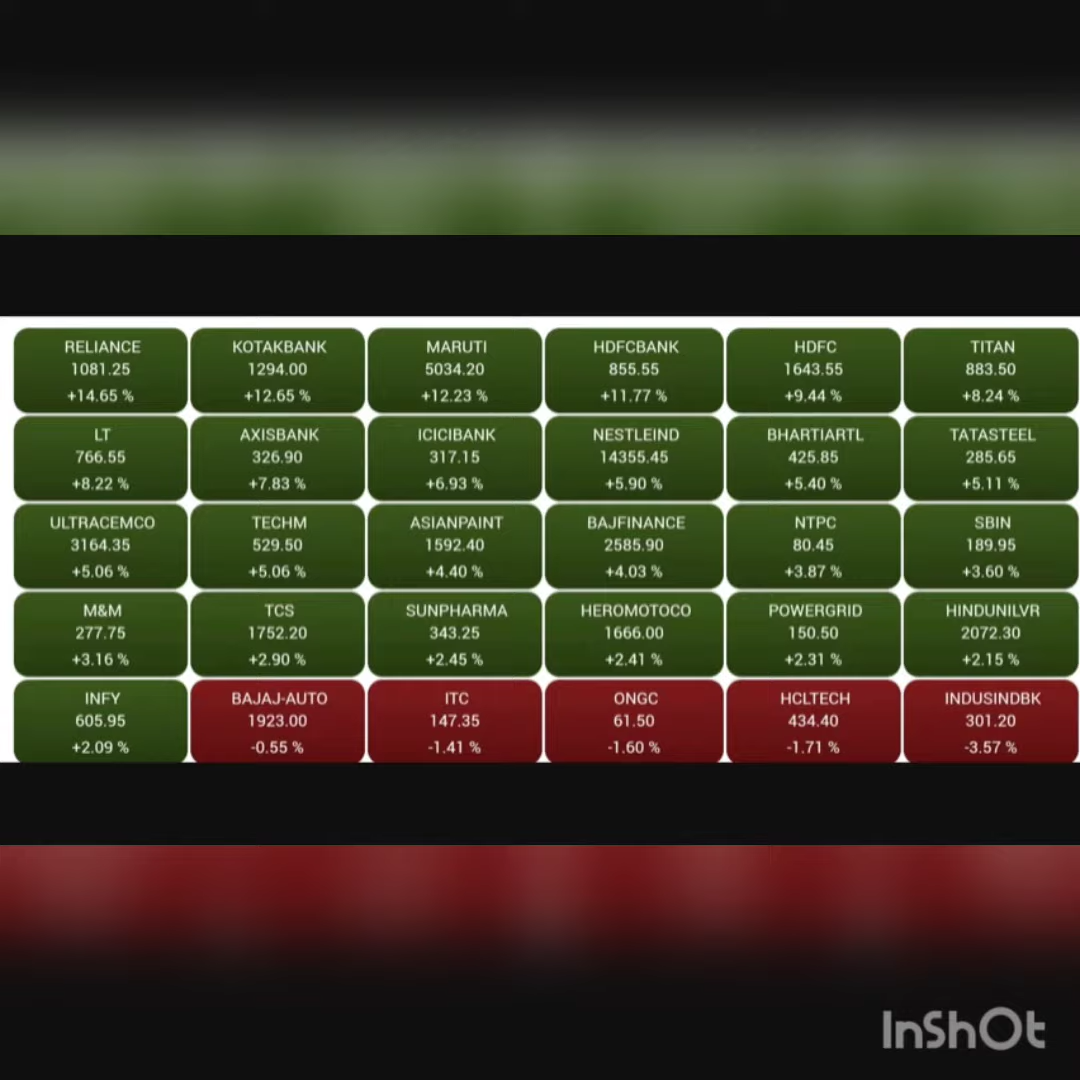 RELIANCE
1081.25
+14.65 %
KOTAKBANK
1294.00
+12.65 %
MARUTI
5034.20
+12.23 %
HDFCBANK
855.55
+11.77 %
HDFC
1643.55
+9.44 %
TITAN
883.50
+8.24 %
LT
766.55
+8.22 %
AXISBANK
326.90
+7.83 %
ICICIBANK
317.15
+6.93 %
NESTLEIND
14355.45
+5.90 %
BHARTIARTL
425.85
+5.40 %
TATASTEEL
285.65
+5.11 %
ULTRACEMCO
3164.35
+5.06 %
TECHM
529.50
+5.06 %
ASIANPAINT
1592.40
+4.40 %
BAJFINANCE
2585.90
+4.03 %
NTPC
80.45
+3.87 %
SBIN
189.95
+3.60 %
M&M
277.75
+3.16 %
TCS
1752.20
+2.90 %
SUNPHARMA
343.25
+2.45 %
HEROMOTOCO
1666.00
+2.41 %
POWERGRID
150.50
+2.31 %
HINDUNILVR
2072.30
+2.15 %
INFY
605.95
+2.09 %
BAJAJ-AUTO
1923.00
-0.55 %
ITC
147.35
-1.41 %
ONGC
61.50
-1.60 %
HCLTECH
434.40
-1.71 %
INDUSINDBK
301.20
-3.57 %
InShOt